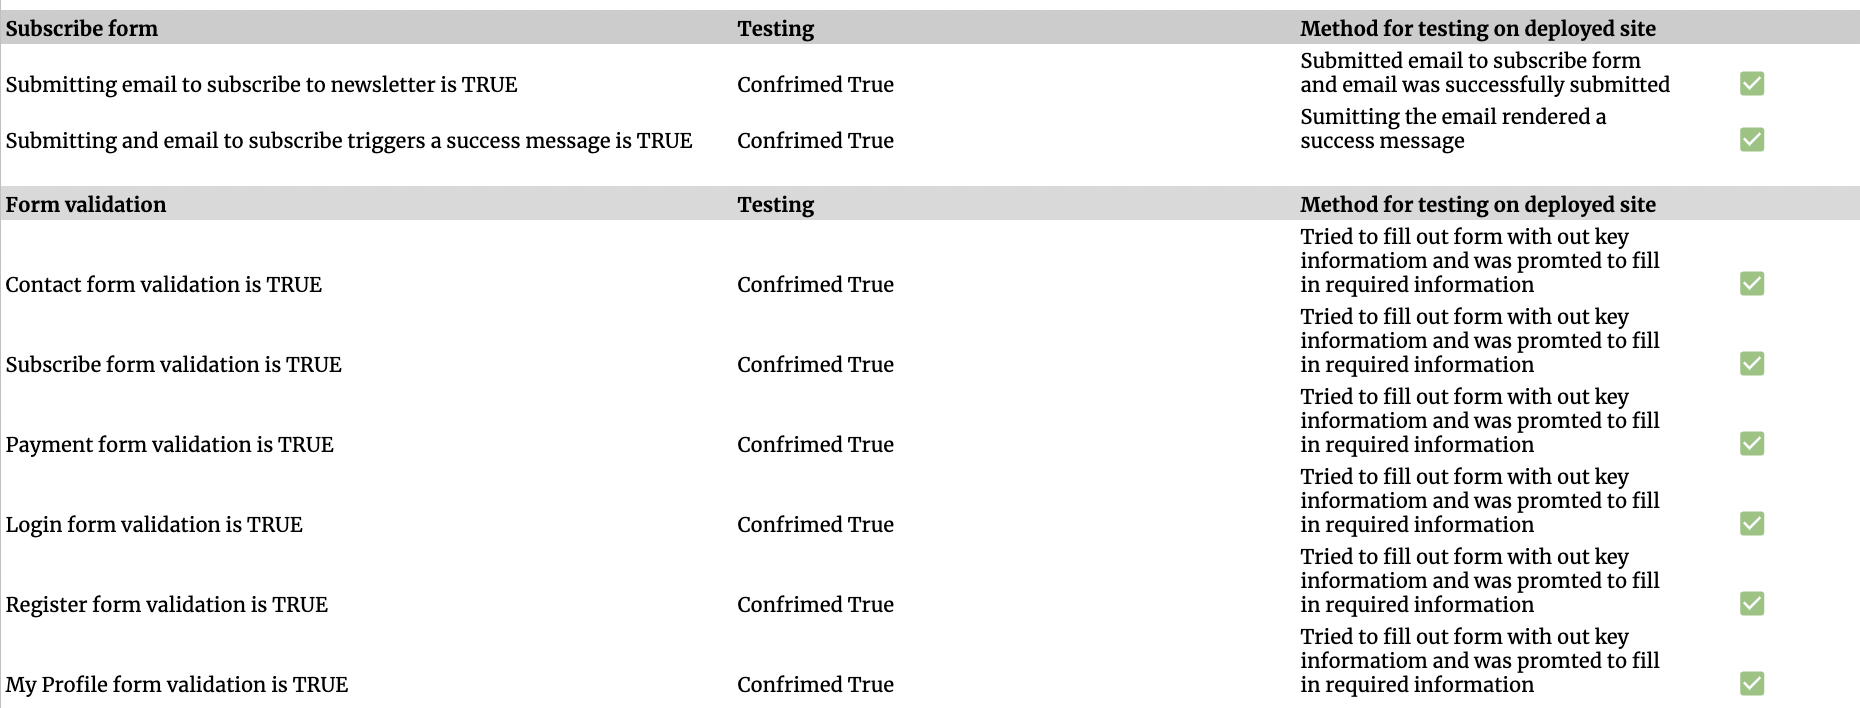 Subscribe form Testing Method for testing on deployed site
Submitted email to subscribe form
Submitting email to subscribe to newsletter is TRUE Confrimed True and email was successfully submitted
Sumitting the email rendered a
Submitting and email to subscribe triggers a success message is TRUE Confrimed True success message
Form validation Testing Method for testing on deployed site
Tried to fill out form with out key
informatiom and was promted to fill
Contact form validation is TRUE Confrimed True in required information
Tried to fill out form with out key
informatiom and was promted to fill
Subscribe form validation is TRUE Confrimed True in required information
Tried to fill out form with out key
informatiom and was promted to fill
Payment form validation is TRUE Confrimed True in required information
Tried to fill out form with out key
informatiom and was promted to fill
Login form validation is TRUE Confrimed True in required information
Tried to fill out form with out key
informatiom and was promted to fill
Register form validation is TRUE Confrimed True in required information
Tried to fill out form with out key
informatiom and was promted to fill
My Profile form validation is TRUE Confrimed True in required information